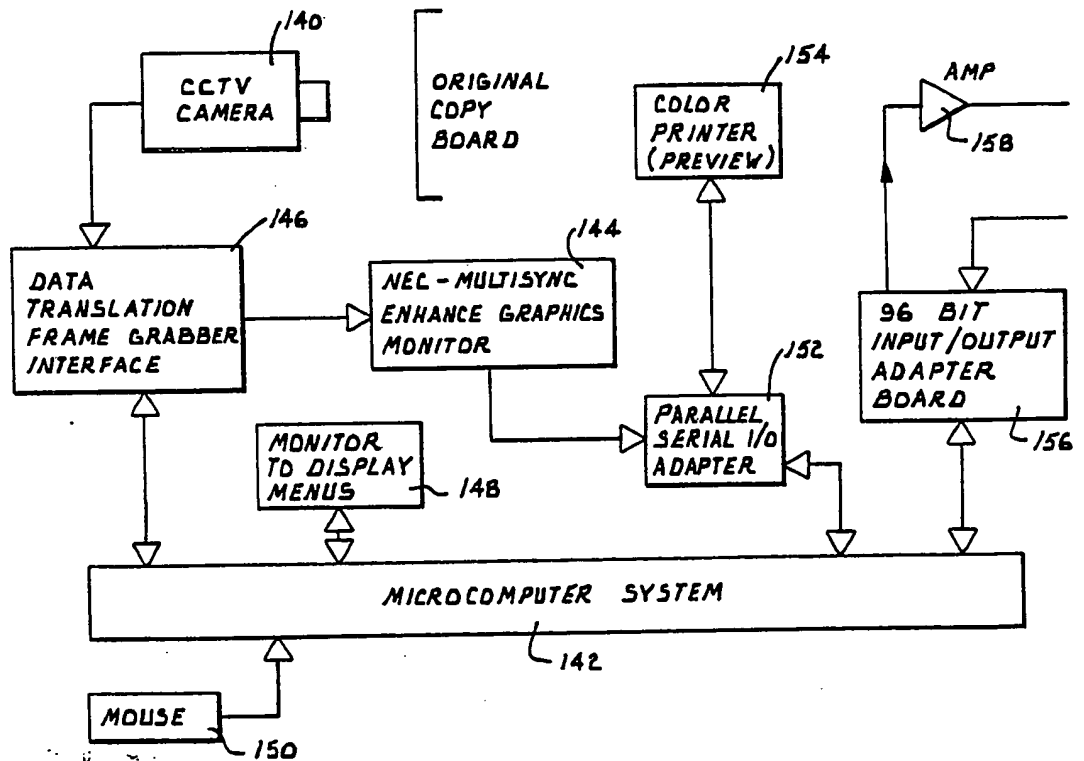 140
CCTV
CAMERA
ORIGINAL
COPY
BOARD
154
COLOR
PRINTER
(PREVIEW)
AMP
158
146
DATA
TRANSLATION
FRAME GRABBER
INTERFACE
144
NEC-MULTISYNC
ENHANCE GRAPHICS
MONITOR
152
PARALLEL
SERIAL I/O
ADAPTER
96 BIT
INPUT/OUTPUT
ADAPTER
BOARD
156
MONITOR
TO DISPLAY
MENUS
148
MICROCOMPUTER SYSTEM
142
MOUSE
150